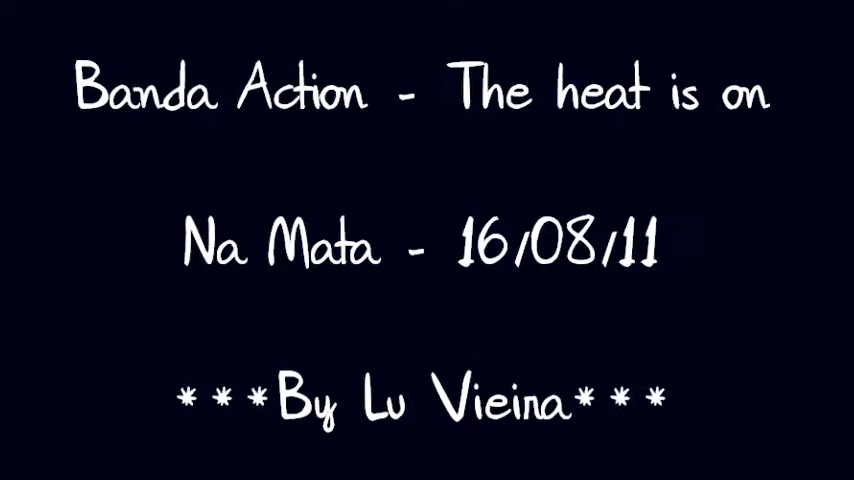 Banda Action - The heat is on
Na Mata - 16/08/11
***By Lu Vieira***